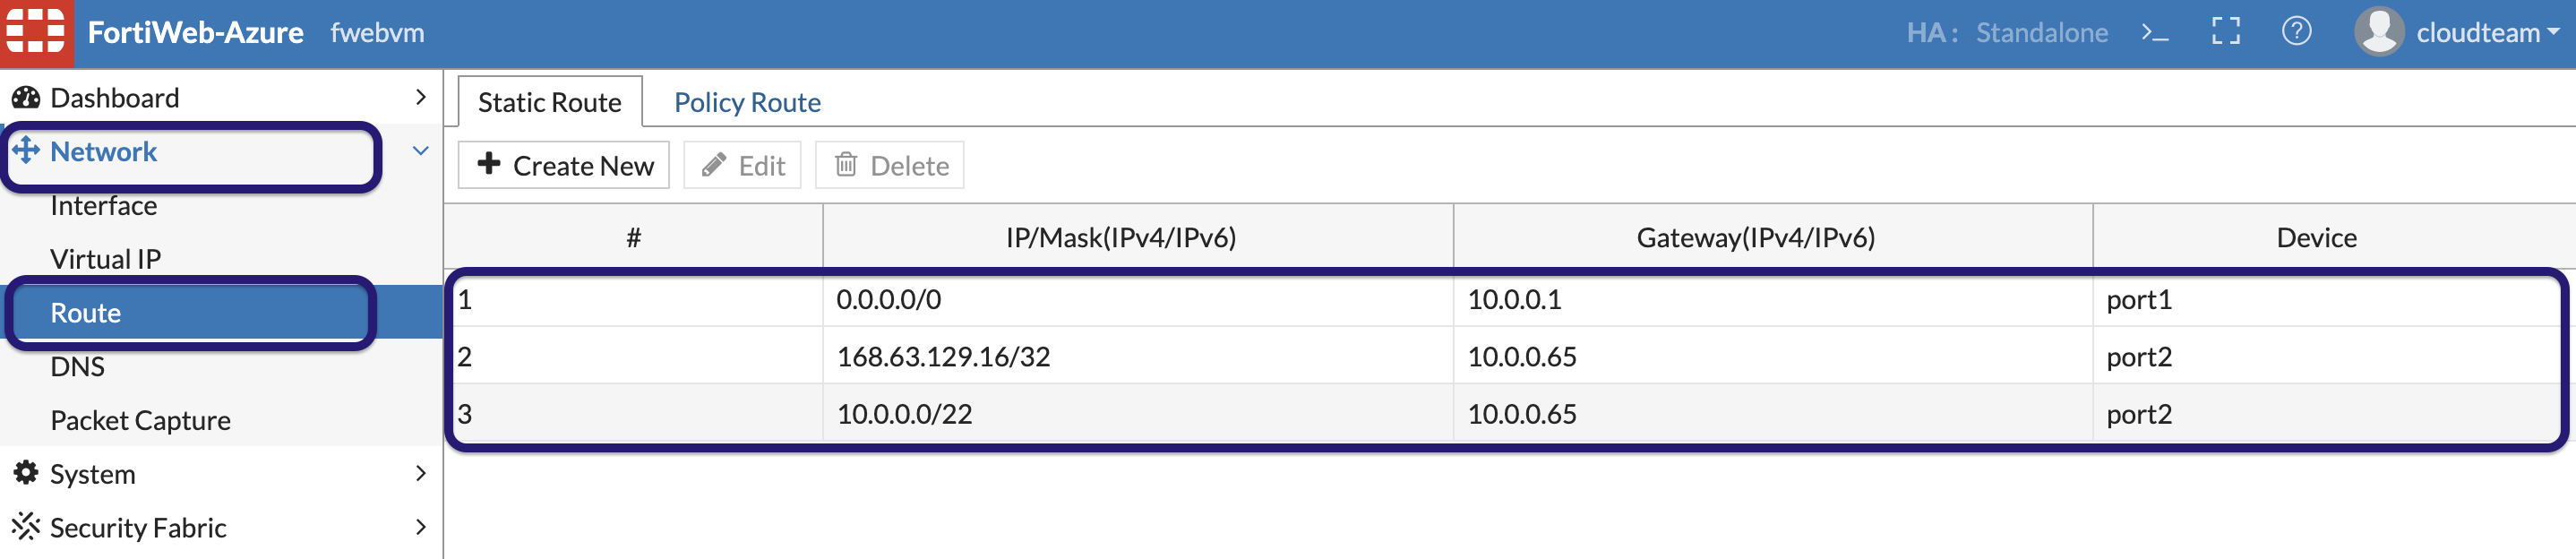 FortiWeb-Azure fwebvm HA: Standalone >_ ? cloudteam
Dashboard
Network
Interface
Virtual IP
Route
DNS
Packet Capture
System
Security Fabric
Static Route Policy Route
+ Create New Edit Delete
# IP/Mask(IPv4/IPv6) Gateway(IPv4/IPv6) Device
1 0.0.0.0/0 10.0.0.1 port1
2 168.63.129.16/32 10.0.0.65 port2
3 10.0.0.0/22 10.0.0.65 port2